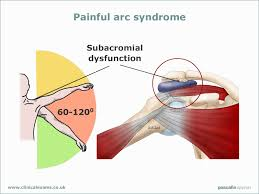 Painful arc syndrome
Subacromial
dysfunction
60-120⁰
www.clinicalexams.co.uk